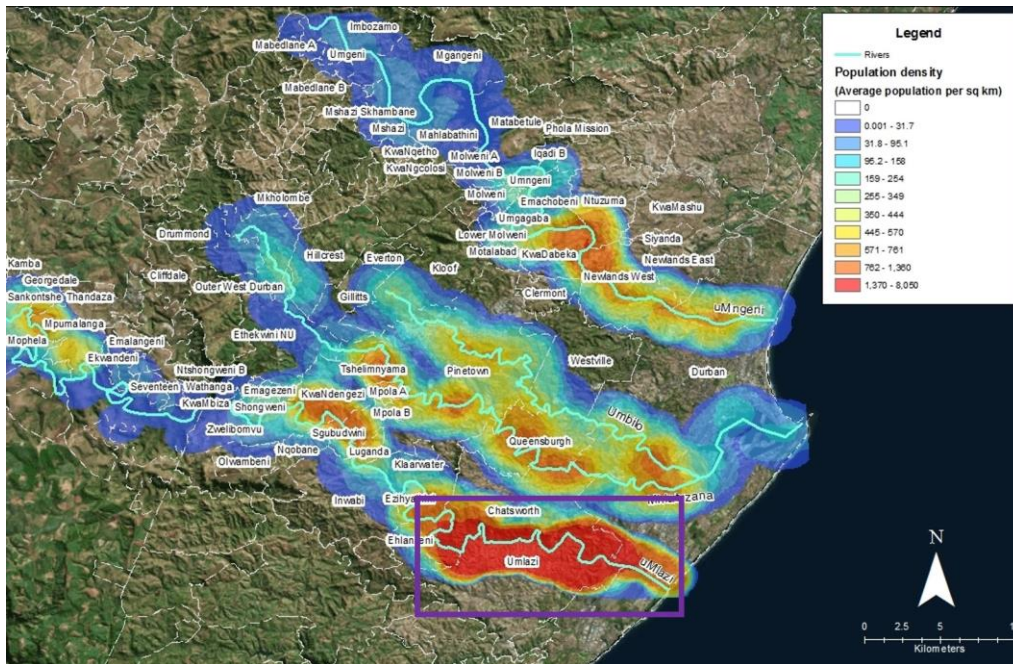 Legend
Rivers
Population density
(Average population per sq km)
0
0.001 - 31.7
31.8 - 95.1
95.2 - 158
159 - 254
255 - 349
350 - 444
445 - 570
571 - 761
762 - 1,360
1,370 - 8,050
Imbozamo
Mabedlane A
Umgeni
Mgangeni
Mabedlane B
Mshazi Skhambane
Matabetule
Mshazi
Phola Mission
Mahlabathini
KwaNqetho
Molweni A
Iqadi B
KwaNgcolosi
Molweni B
Umngeni
Molweni
Mkholombe
Emachobeni
Ntuzuma
KwaMashu
Umgagaba
Drummond
Lower Molweni
Siyanda
Motalabad
KwaDabeka
Hillcrest
Everton
Newlands East
Kamba
Kloof
Cliffdale
Newlands West
Georgedale
Outer West Durban
Clermont
Sankontshe
Thandaza
Gillitts
uMngeni
Mpumalanga
Ethekwini NU
Mophela
Emalangeni
Ekwandeni
Westville
Ntshongweni B
Tshelimnyama
Pinetown
Durban
Seventeen
Wathanga
Emagezeni
KwaNdengezi
Mpola A
KwaMbiza
Shongweni
Mpola B
Umbilo
Zwelibomvu
Sgubudwini
Queensburgh
Nqobane
Luganda
Olwambeni
Klaarwater
Inwabi
Chatsworth
Umlazi
uMlazi
N
0
2.5
5
Kilometers